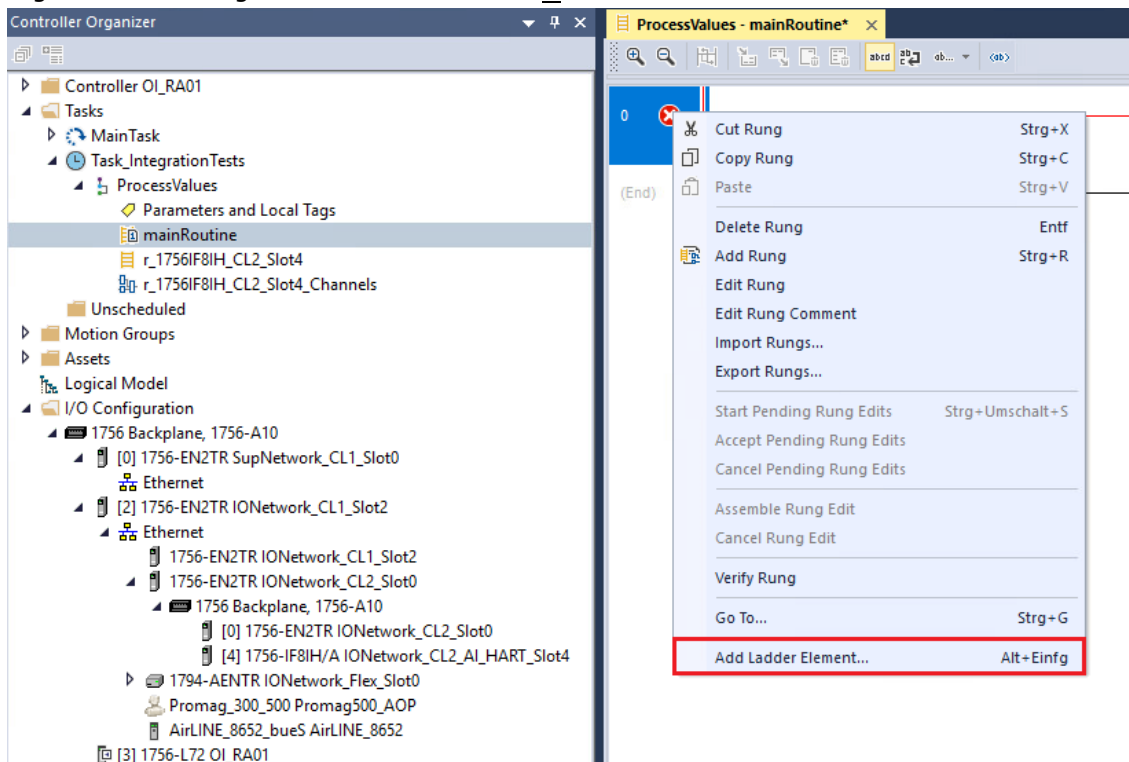 Controller Organizer
Controller OI_RA01
Tasks
MainTask
Task_IntegrationTests
ProcessValues
Parameters and Local Tags
mainRoutine
r_1756IF8IH_CL2_Slot4
r_1756IF8IH_CL2_Slot4_Channels
Unscheduled
Motion Groups
Assets
Logical Model
I/O Configuration
1756 Backplane, 1756-A10
[0] 1756-EN2TR SupNetwork_CL1_Slot0
Ethernet
[2] 1756-EN2TR IONetwork_CL1_Slot2
Ethernet
1756-EN2TR IONetwork_CL1_Slot2
1756-EN2TR IONetwork_CL2_Slot0
1756 Backplane, 1756-A10
[0] 1756-EN2TR IONetwork_CL2_Slot0
[4] 1756-IF8IH/A IONetwork_CL2_AI_HART_Slot4
1794-AENTR IONetwork_Flex_Slot0
Promag_300_500 Promag500_AOP
AirLINE_8652_bueS AirLINE_8652
[3] 1756-L72 OI_RA01
ProcessValues - mainRoutine*
abcd ab... <ab>
0
(End)
Cut Rung Strg+X
Copy Rung Strg+C
Paste Strg+V
Delete Rung Entf
Add Rung Strg+R
Edit Rung
Edit Rung Comment
Import Rungs...
Export Rungs...
Start Pending Rung Edits Strg+Umschalt+S
Accept Pending Rung Edits
Cancel Pending Rung Edits
Assemble Rung Edit
Cancel Rung Edit
Verify Rung
Go To... Strg+G
Add Ladder Element... Alt+Einfg